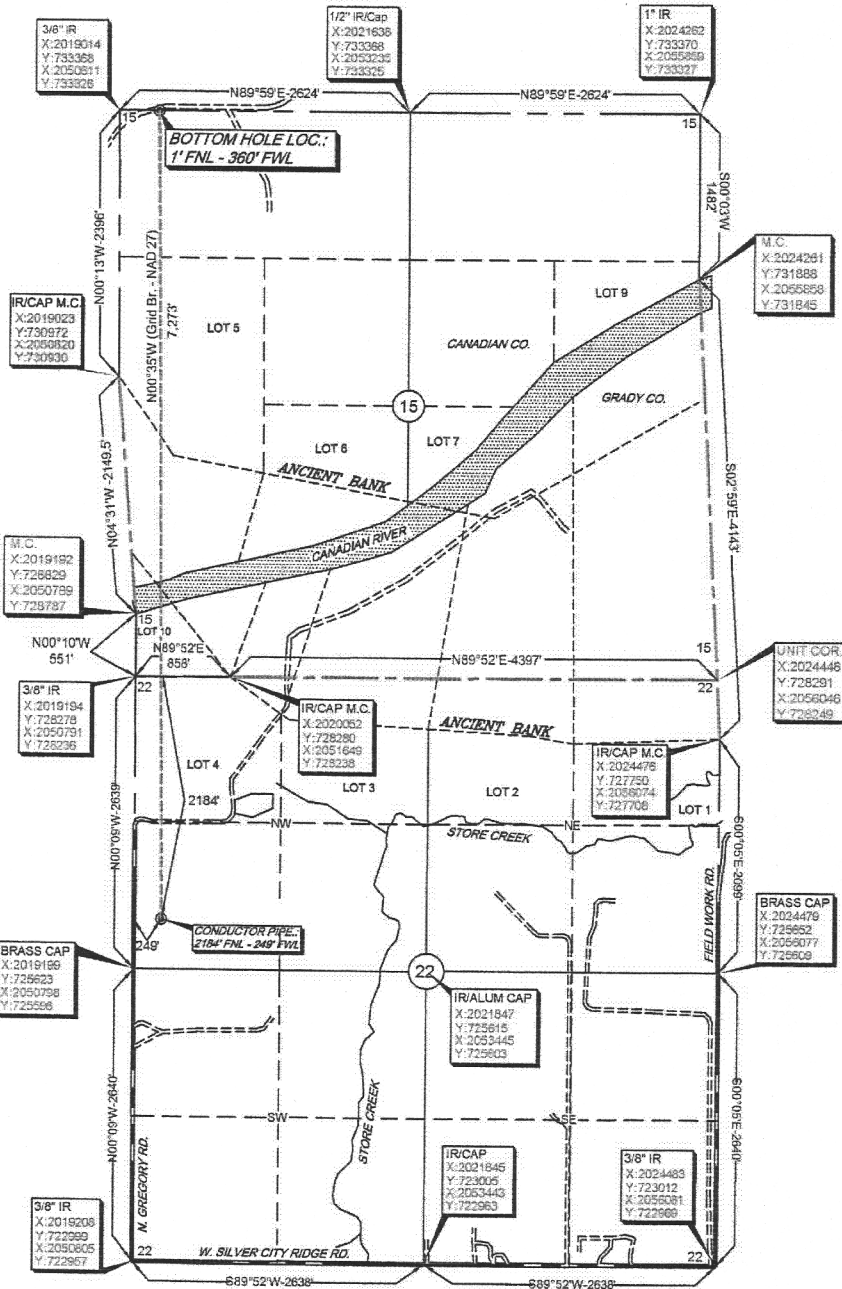 3/8" IR
X:2019014
Y:733368
X:2050611
Y:733326
1/2" IR/Cap
X:2021638
Y:733368
X:2053235
Y:733325
1" IR
X:2024262
Y:733370
X:2055859
Y:733327
N89°59'E-2624'
N89°59'E-2624'
15
15
BOTTOM HOLE LOC.:
1' FNL - 360' FWL
S00°03'W
1482'
N00°13'W-2396'
N00°35'W (Grid Br. - NAD 27)
7,273'
M.C.
X:2024261
Y:731888
X:2055858
Y:731845
IR/CAP M.C.
X:2019023
Y:730972
X:2050620
Y:730930
LOT 9
LOT 5
CANADIAN CO.
GRADY CO.
15
LOT 6
LOT 7
ANCIENT BANK
N04°31'W -2149.5'
S02°59'E-4143'
CANADIAN RIVER
M.C.
X:2019192
Y:728829
X:2050789
Y:728787
15
LOT 10
N00°10'W
551'
N89°52'E
858'
N89°52'E-4397'
15
22
22
UNIT COR.
X:2024448
Y:728291
X:2056046
Y:728249
3/8" IR
X:2019194
Y:728278
X:2050791
Y:728236
IR/CAP M.C.
X:2020052
Y:728280
X:2051649
Y:728238
ANCIENT BANK
IR/CAP M.C.
X:2024476
Y:727750
X:2056074
Y:727708
LOT 4
2184'
LOT 3
LOT 2
LOT 1
NW
NE
STORE CREEK
N00°09'W-2639'
S00°05'E-2099'
FIELD WORK RD.
249'
CONDUCTOR PIPE.:
2184' FNL - 249' FWL
BRASS CAP
X:2024479
Y:725652
X:2056077
Y:725609
BRASS CAP
X:2019199
Y:725623
X:2050798
Y:725596
22
IR/ALUM CAP
X:2021847
Y:725615
X:2053445
Y:725603
N00°09'W-2640'
S00°05'E-2640'
SW
SE
STORE CREEK
N. GREGORY RD.
IR/CAP
X:2021845
Y:723005
X:2053443
Y:722963
3/8" IR
X:2024483
Y:723012
X:2056081
Y:722969
3/8" IR
X:2019208
Y:722999
X:2050805
Y:722957
22
W. SILVER CITY RIDGE RD.
22
S89°52'W-2638'
S89°52'W-2638'